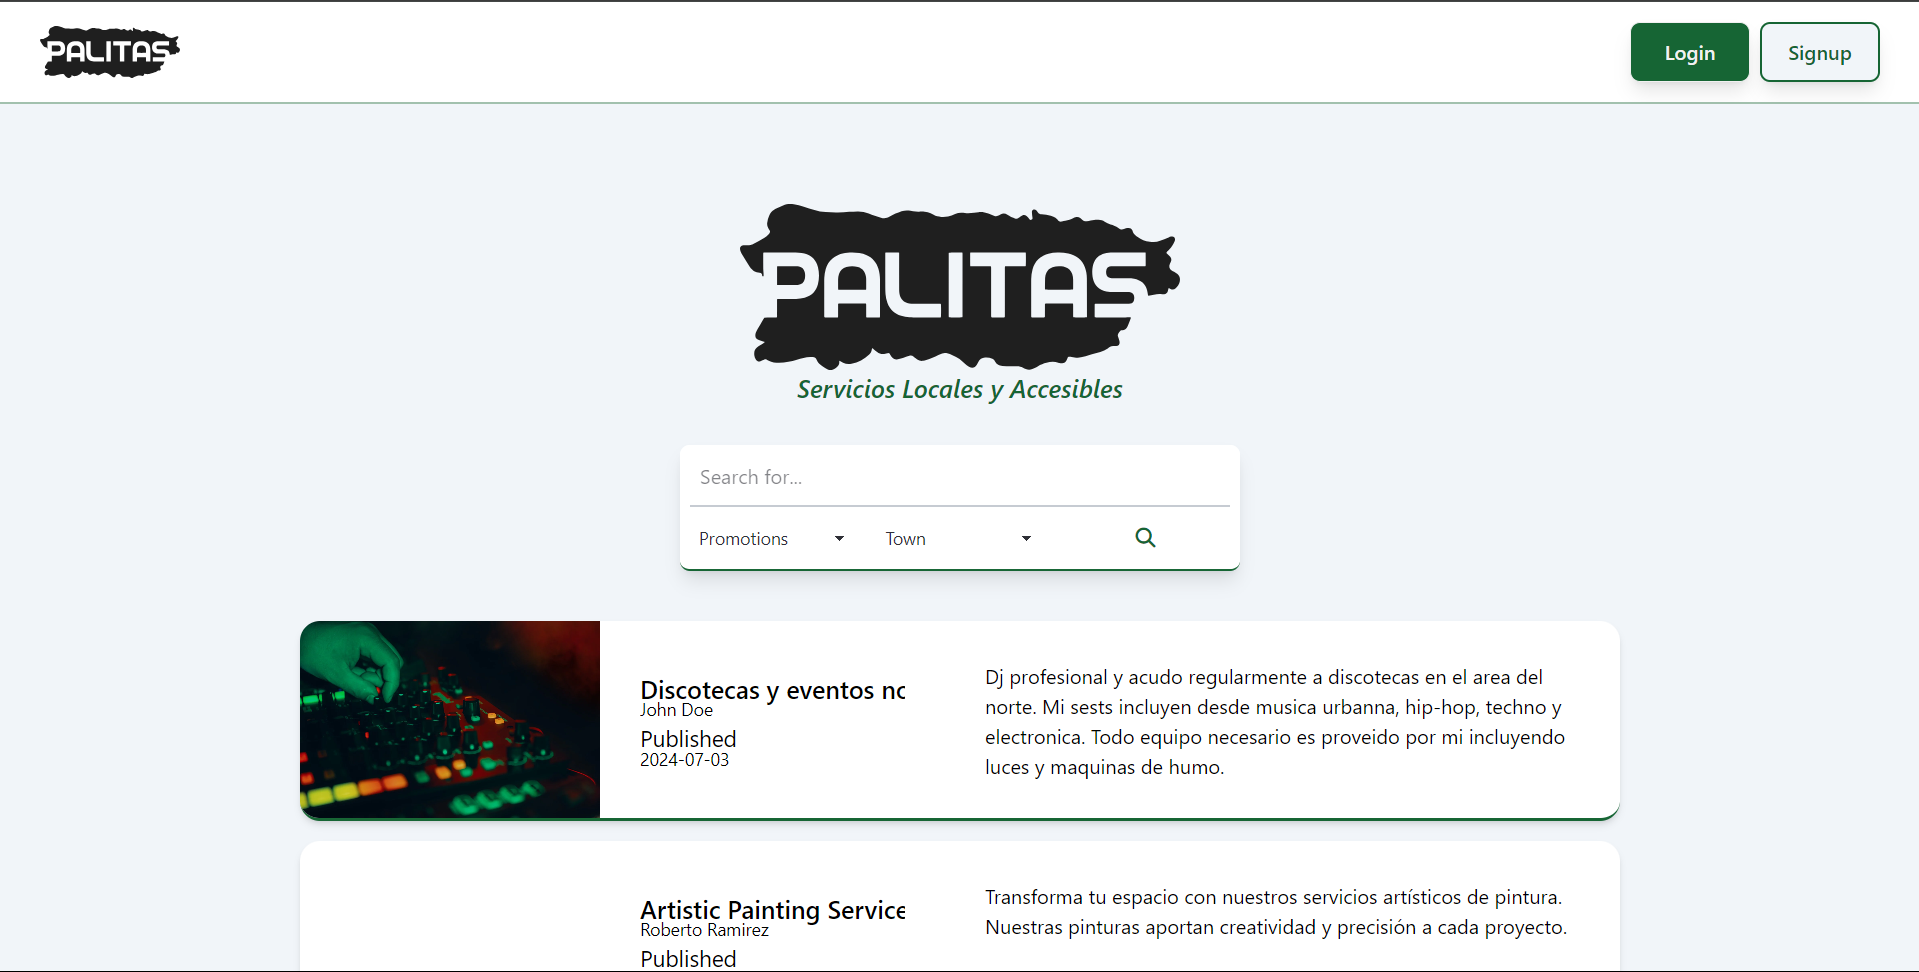 PALITAS
Login
Signup
PALITAS
Servicios Locales y Accesibles
Search for...
Promotions
Town
Discotecas y eventos no
John Doe
Published
2024-07-03
Dj profesional y acudo regularmente a discotecas en el area del
norte. Mi sests incluyen desde musica urbanna, hip-hop, techno y
electronica. Todo equipo necesario es proveido por mi incluyendo
luces y maquinas de humo.
Artistic Painting Service
Roberto Ramirez
Published
Transforma tu espacio con nuestros servicios artísticos de pintura.
Nuestras pinturas aportan creatividad y precisión a cada proyecto.